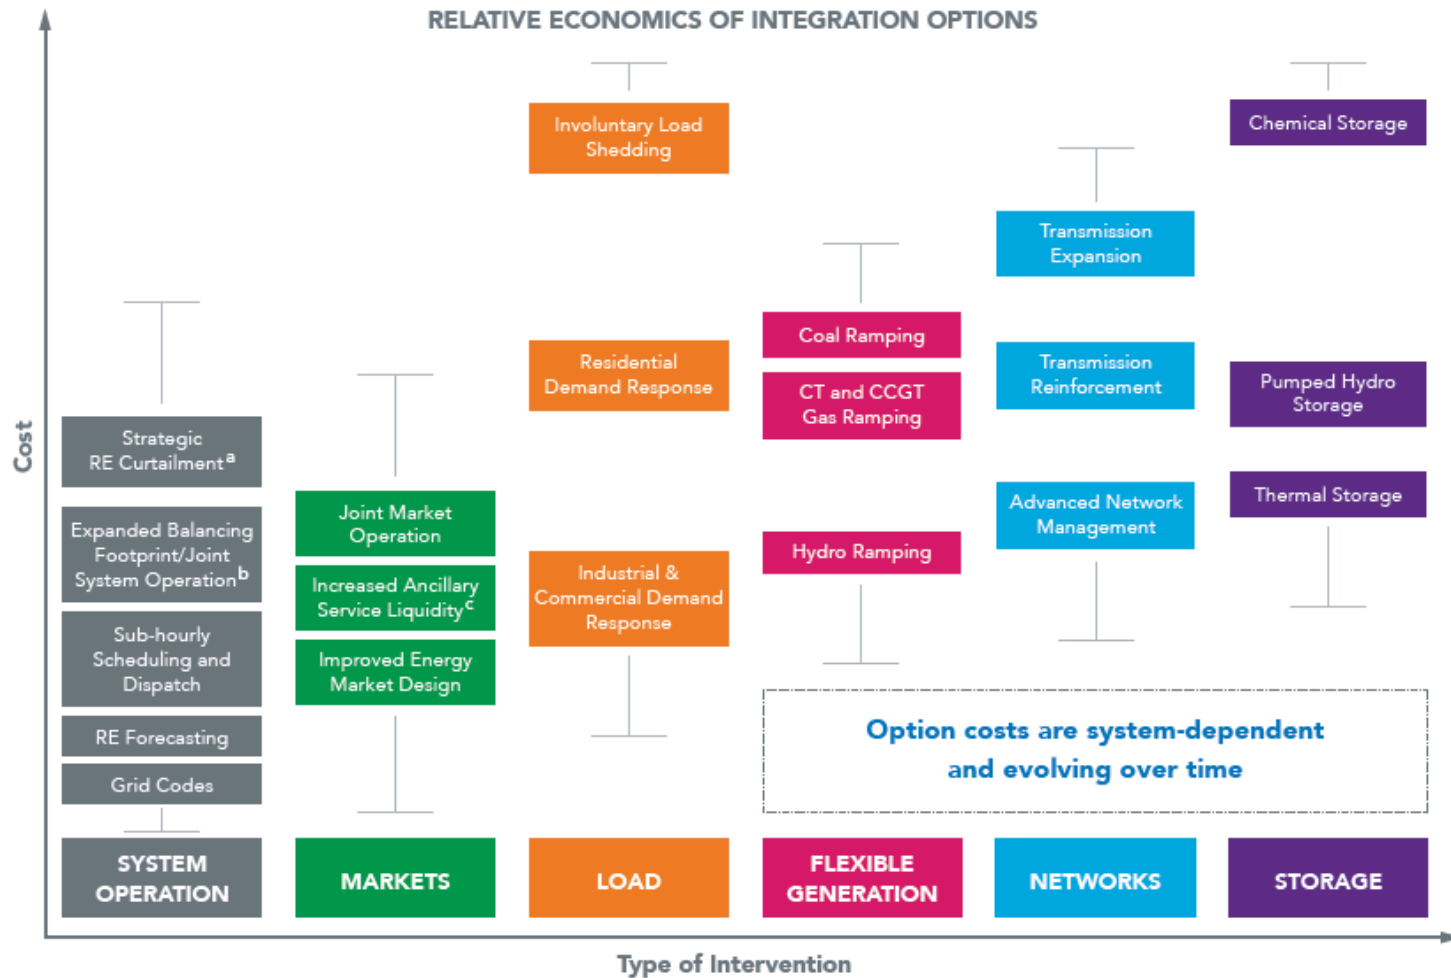 RELATIVE ECONOMICS OF INTEGRATION OPTIONS
Cost
Strategic
RE Curtailment a
Expanded Balancing
Footprint/Joint
System Operation b
Sub-hourly
Scheduling and
Dispatch
RE Forecasting
Grid Codes
SYSTEM
OPERATION
Joint Market
Operation
Increased Ancillary
Service Liquidity c
Improved Energy
Market Design
MARKETS
Involuntary Load
Shedding
Residential
Demand Response
Industrial &
Commercial Demand
Response
LOAD
Coal Ramping
CT and CCGT
Gas Ramping
Hydro Ramping
FLEXIBLE
GENERATION
Transmission
Expansion
Transmission
Reinforcement
Advanced Network
Management
NETWORKS
Chemical Storage
Pumped Hydro
Storage
Thermal Storage
STORAGE
Option costs are system-dependent
and evolving over time
Type of Intervention